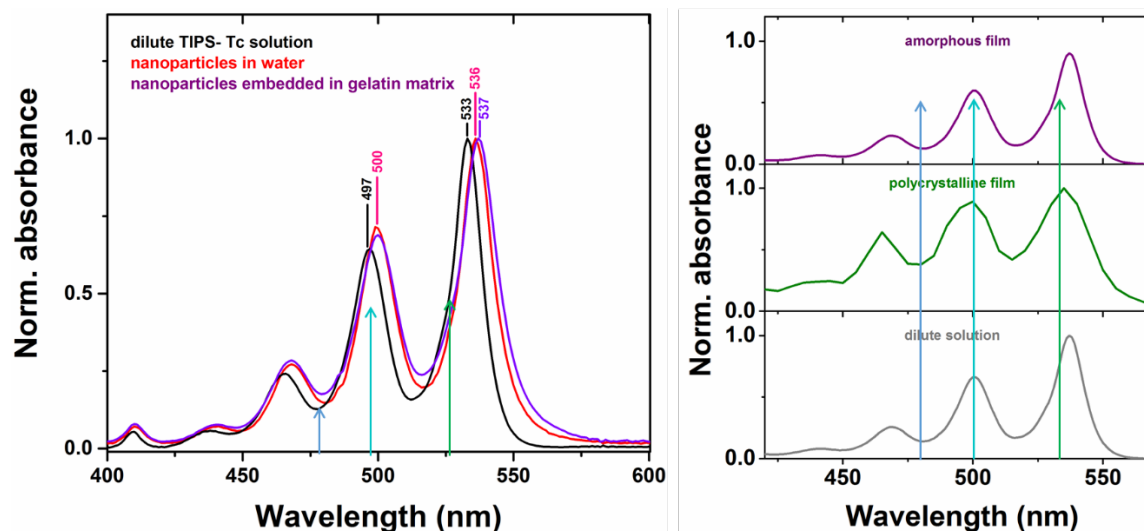 dilute TIPS- Tc solution
nanoparticles in water
nanoparticles embedded in gelatin matrix
497
500
533
536
537
1.0
0.5
0.0
Norm. absorbance
400
450
500
550
600
Wavelength (nm)
amorphous film
1.0
0.0
polycrystalline film
1.0
0.0
dilute solution
1.0
0.0
Norm. absorbance
450
500
550
Wavelength (nm)